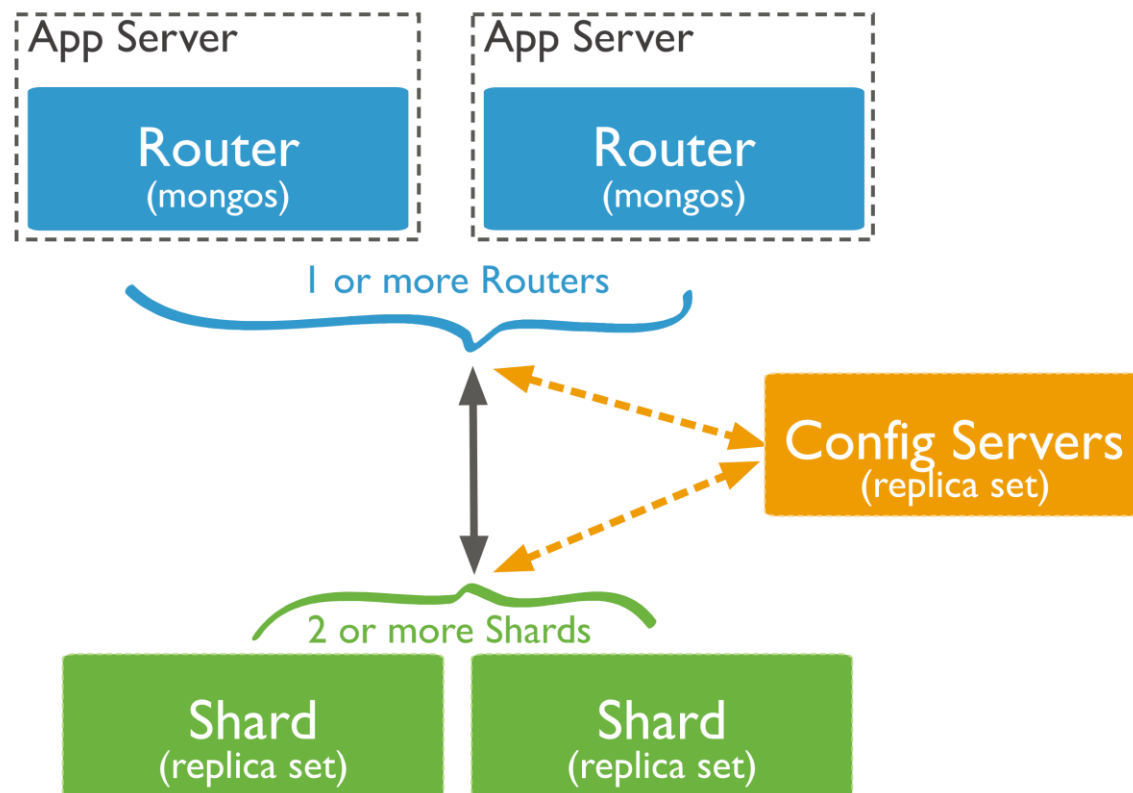 App Server
Router
(mongos)
App Server
Router
(mongos)
1 or more Routers
Config Servers
(replica set)
2 or more Shards
Shard
(replica set)
Shard
(replica set)